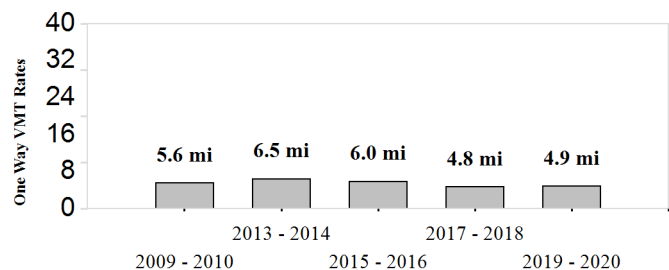 One Way VMT Rates
40
32
24
16
8
0
5.6 mi
6.5 mi
6.0 mi
4.8 mi
4.9 mi
2013 - 2014
2017 - 2018
2009 - 2010
2015 - 2016
2019 - 2020